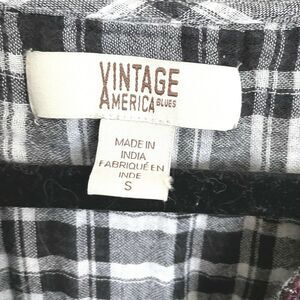 VINTAGE
AMERICA BLUES
MADE IN
INDIA
FABRIQUÉ EN
INDE
S